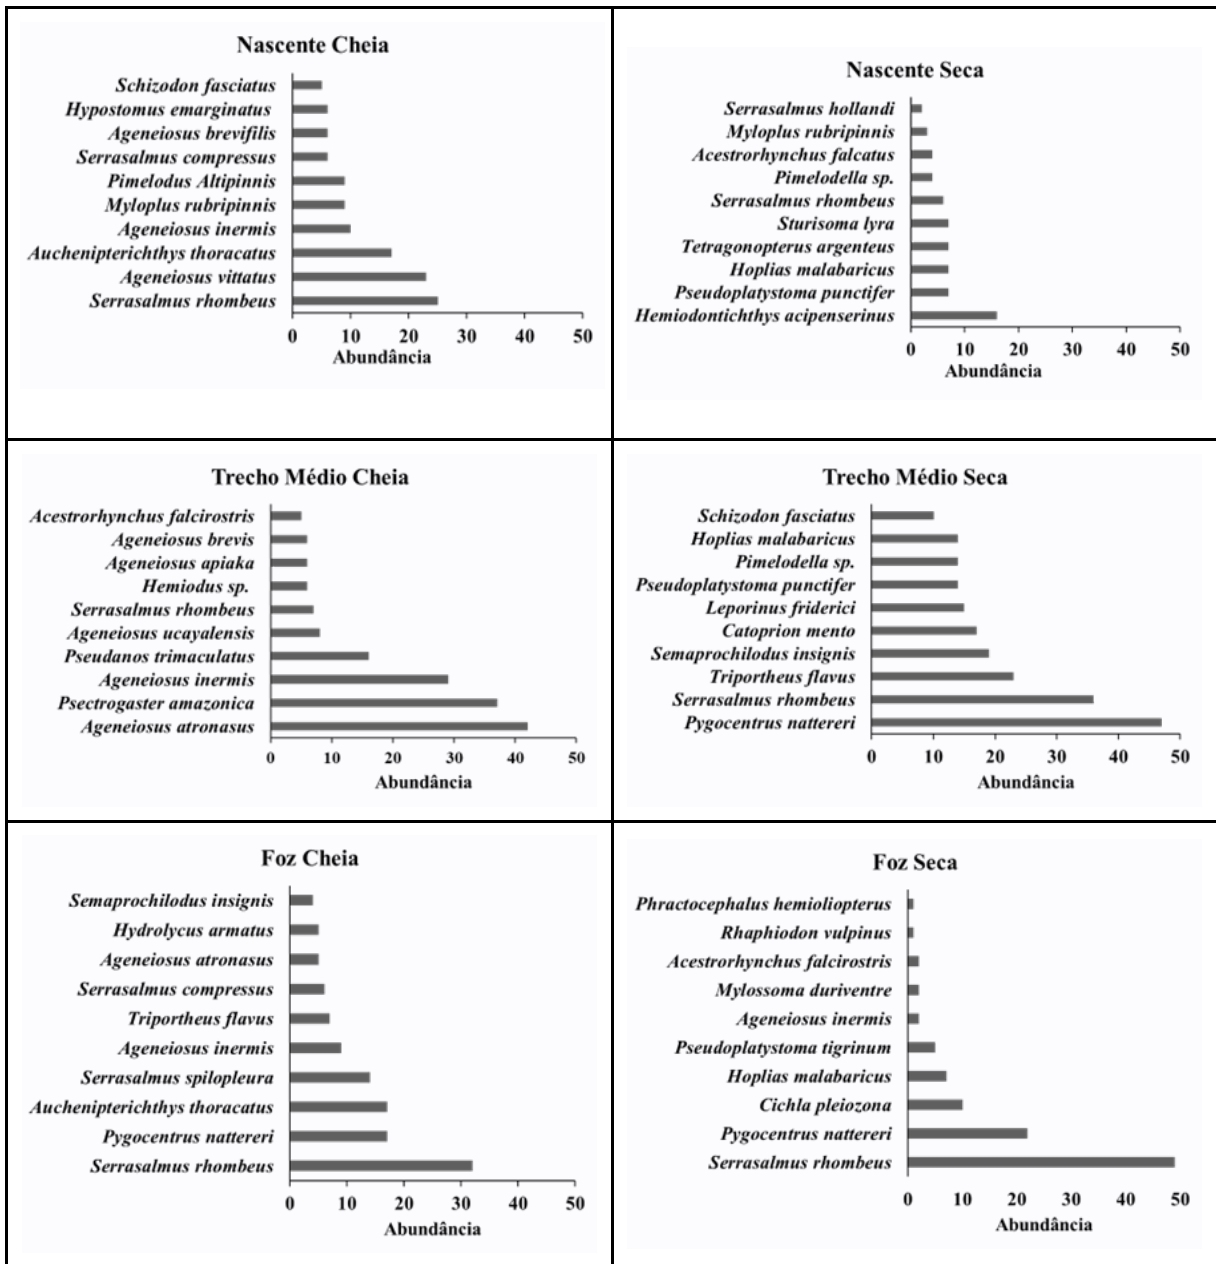 Nascente Cheia
Schizodon fasciatus
Hypostomus emarginatus
Ageneiosus brevifilis
Serrasalmus compressus
Pimelodus Altipinnis
Myloplus rubripinnis
Ageneiosus inermis
Auchenipterichthys thoracatus
Ageneiosus vittatus
Serrasalmus rhombeus
0 10 20 30 40 50
Abundância
Nascente Seca
Serrasalmus hollandi
Myloplus rubripinnis
Acestrorhynchus falcatus
Pimelodella sp.
Serrasalmus rhombeus
Sturisoma lyra
Tetragonopterus argenteus
Hoplias malabaricus
Pseudoplatystoma punctifer
Hemiodontichthys acipenserinus
0 10 20 30 40 50
Abundância
Trecho Médio Cheia
Acestrorhynchus falcirostris
Ageneiosus brevis
Ageneiosus apiaka
Hemiodus sp.
Serrasalmus rhombeus
Ageneiosus ucayalensis
Pseudanos trimaculatus
Ageneiosus inermis
Psectrogaster amazonica
Ageneiosus atronasus
0 10 20 30 40 50
Abundância
Trecho Médio Seca
Schizodon fasciatus
Hoplias malabaricus
Pimelodella sp.
Pseudoplatystoma punctifer
Leporinus friderici
Catoprion mento
Semaprochilodus insignis
Triportheus flavus
Serrasalmus rhombeus
Pygocentrus nattereri
0 10 20 30 40 50
Abundância
Foz Cheia
Semaprochilodus insignis
Hydrolycus armatus
Ageneiosus atronasus
Serrasalmus compressus
Triportheus flavus
Ageneiosus inermis
Serrasalmus spilopleura
Auchenipterichthys thoracatus
Pygocentrus nattereri
Serrasalmus rhombeus
0 10 20 30 40 50
Abundância
Foz Seca
Phractocephalus hemioliopterus
Rhaphiodon vulpinus
Acestrorhynchus falcirostris
Mylossoma duriventre
Ageneiosus inermis
Pseudoplatystoma tigrinum
Hoplias malabaricus
Cichla pleiozona
Pygocentrus nattereri
Serrasalmus rhombeus
0 10 20 30 40 50
Abundância